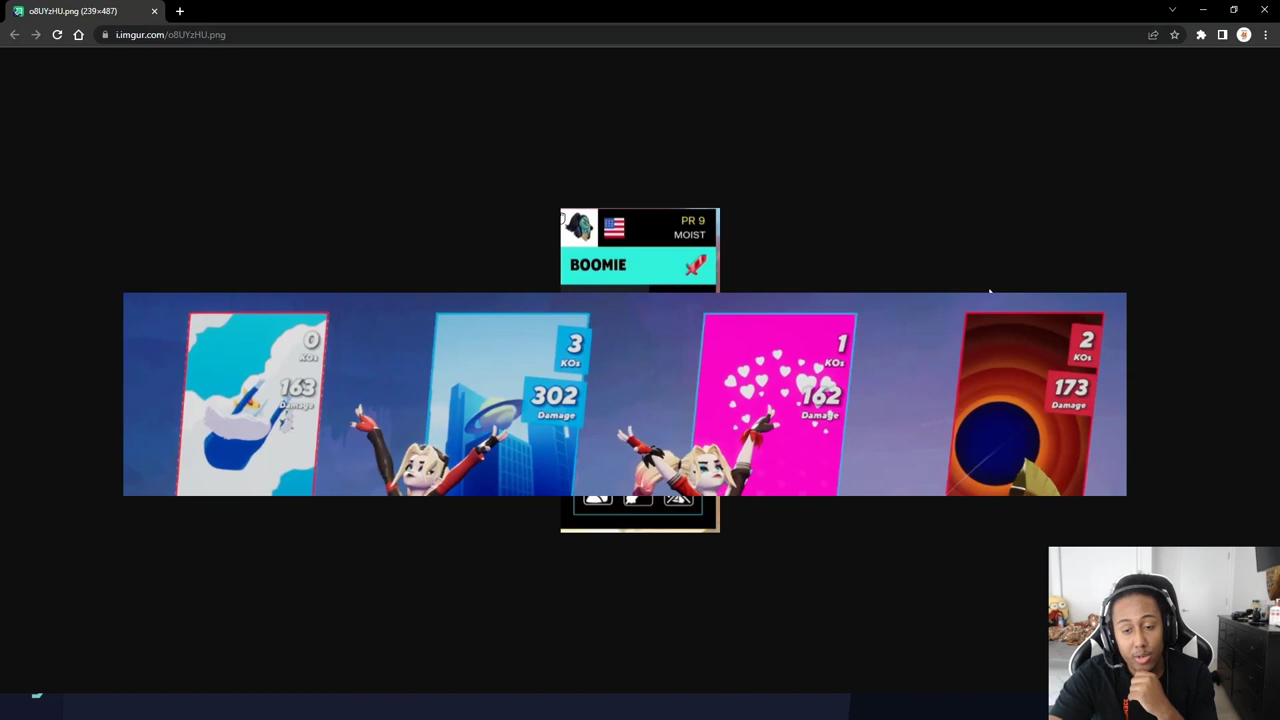 o8UYzHU.png (239×487)
i.imgur.com/o8UYzHU.png
PR 9
MOIST
BOOMIE
0
KOs
163
Damage
3
KOs
302
Damage
1
KOs
162
Damage
2
KOs
173
Damage